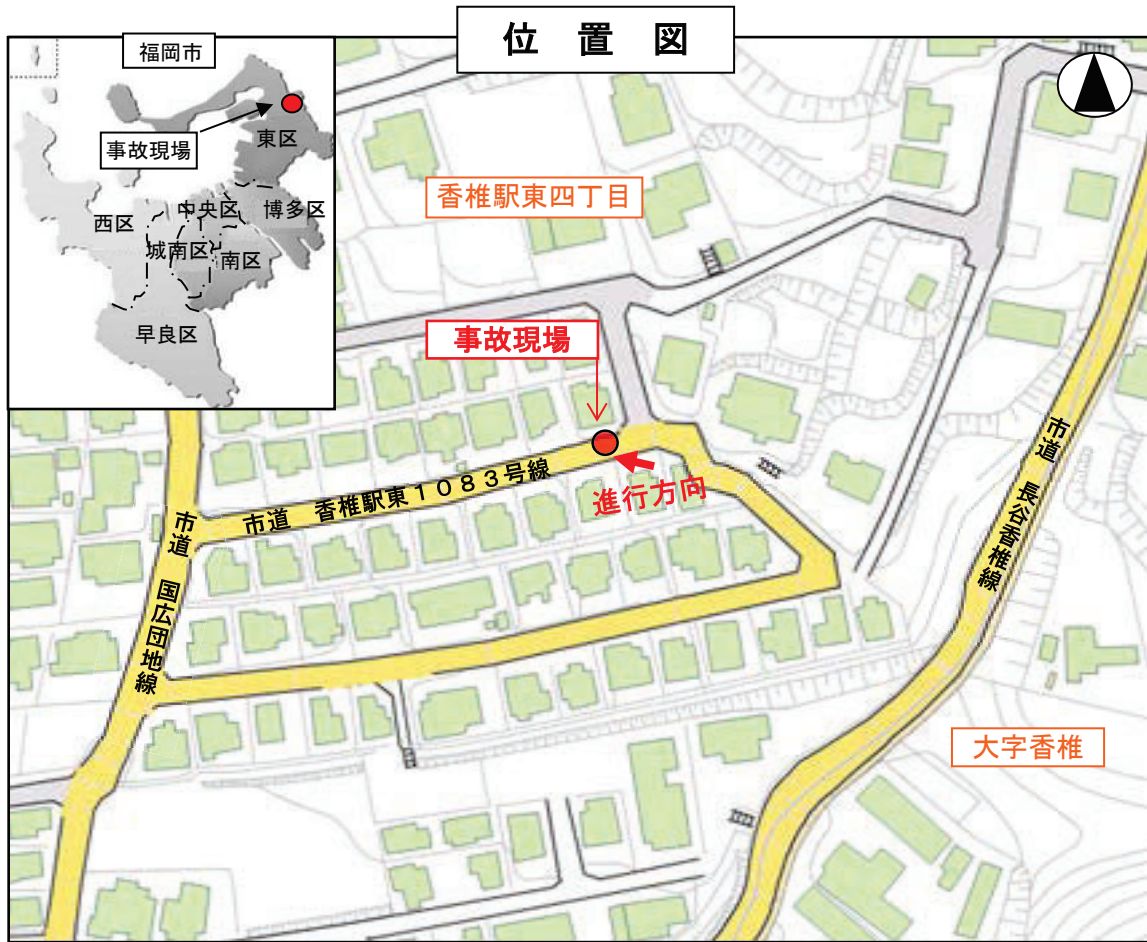 位 置 図
福岡市
事故現場
東区
西区
中央区
博多区
城南区
南区
早良区
香椎駅東四丁目
事故現場
進行方向
市道 香椎駅東1083号線
市道 国広団地線
市道 長谷香椎線
大字香椎